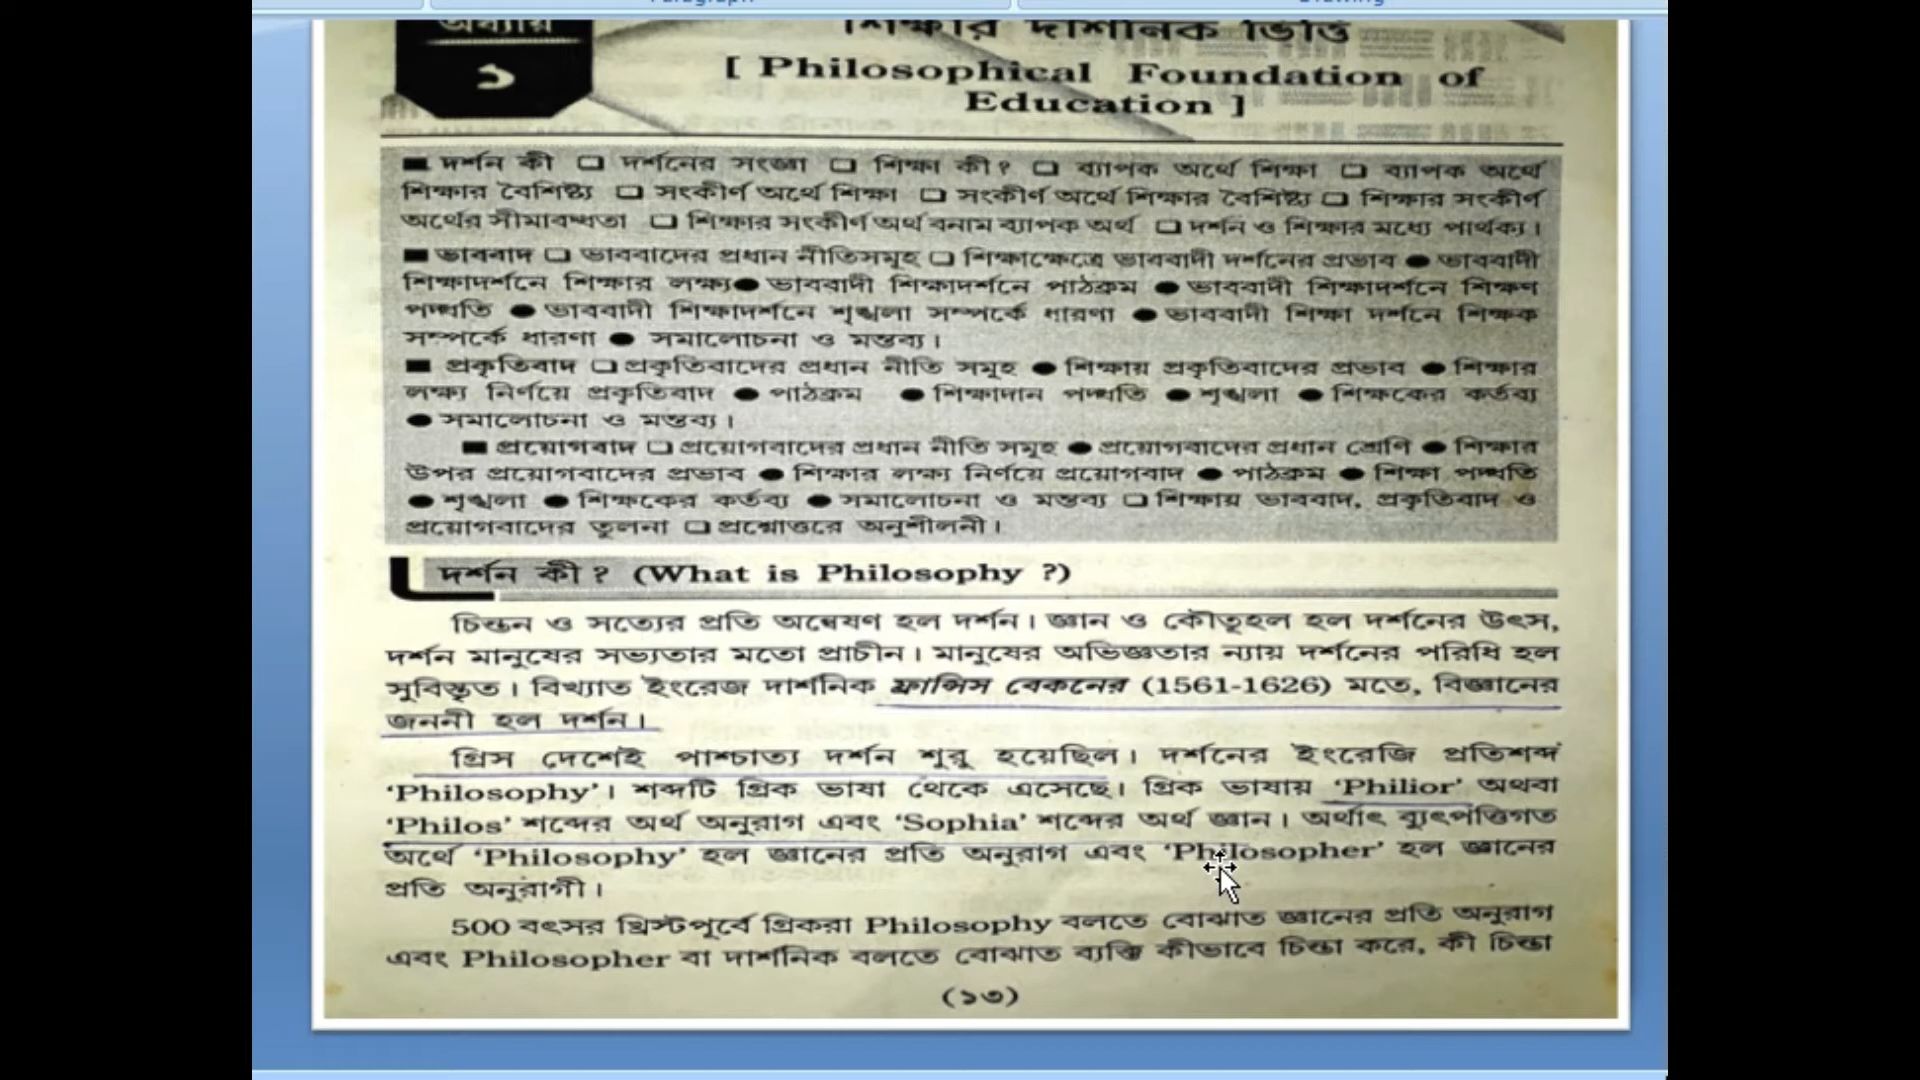 Paragraph
Drawing
অধ্যায়
১
শিক্ষার দার্শনিক ভিত্তি
[ Philosophical Foundation of
Education ]
■ দর্শন কী ❑ দর্শনের সংজ্ঞা ❑ শিক্ষা কী? ❑ ব্যাপক অর্থে শিক্ষা ❑ ব্যাপক অর্থে
শিক্ষার বৈশিষ্ট্য ❑ সংকীর্ণ অর্থে শিক্ষা ❑ সংকীর্ণ অর্থে শিক্ষার বৈশিষ্ট্য ❑ শিক্ষার সংকীর্ণ
অর্থের সীমাবদ্ধতা ❑ শিক্ষার সংকীর্ণ অর্থ বনাম ব্যাপক অর্থ ❑ দর্শন ও শিক্ষার মধ্যে পার্থক্য।
■ ভাববাদ ❑ ভাববাদের প্রধান নীতিসমূহ ❑ শিক্ষাক্ষেত্রে ভাববাদী দর্শনের প্রভাব ● ভাববাদী
শিক্ষাদর্শনে শিক্ষার লক্ষ্য ● ভাববাদী শিক্ষাদর্শনে পাঠক্রম ● ভাববাদী শিক্ষাদর্শনে শিক্ষণ
পদ্ধতি ● ভাববাদী শিক্ষাদর্শনে শৃঙ্খলা সম্পর্কে ধারণা ● ভাববাদী শিক্ষা দর্শনে শিক্ষক
সম্পর্কে ধারণা ● সমালোচনা ও মন্তব্য।
■ প্রকৃতিবাদ ❑ প্রকৃতিবাদের প্রধান নীতি সমূহ ● শিক্ষায় প্রকৃতিবাদের প্রভাব ● শিক্ষার
লক্ষ্য নির্ণয়ে প্রকৃতিবাদ ● পাঠক্রম ● শিক্ষাদান পদ্ধতি ● শৃঙ্খলা ● শিক্ষকের কর্তব্য
● সমালোচনা ও মন্তব্য।
■ প্রয়োগবাদ ❑ প্রয়োগবাদের প্রধান নীতি সমূহ ● প্রয়োগবাদের প্রধান শ্রেণি ● শিক্ষার
উপর প্রয়োগবাদের প্রভাব ● শিক্ষার লক্ষ্য নির্ণয়ে প্রয়োগবাদ ● পাঠক্রম ● শিক্ষা পদ্ধতি
● শৃঙ্খলা ● শিক্ষকের কর্তব্য ● সমালোচনা ও মন্তব্য ❑ শিক্ষায় ভাববাদ, প্রকৃতিবাদ ও
প্রয়োগবাদের তুলনা ❑ প্রশ্নোত্তরে অনুশীলনী।
দর্শন কী? (What is Philosophy ?)
চিন্তন ও সত্যের প্রতি অন্বেষণ হল দর্শন। জ্ঞান ও কৌতূহল হল দর্শনের উৎস,
দর্শন মানুষের সভ্যতার মতো প্রাচীন। মানুষের অভিজ্ঞতার ন্যায় দর্শনের পরিধি হল
সুবিস্তৃত। বিখ্যাত ইংরেজ দার্শনিক ফ্রান্সিস বেকনের (1561-1626) মতে, বিজ্ঞানের
জননী হল দর্শন।
গ্রিস দেশেই পাশ্চাত্য দর্শন শুরু হয়েছিল। দর্শনের ইংরেজি প্রতিশব্দ
‘Philosophy’। শব্দটি গ্রিক ভাষা থেকে এসেছে। গ্রিক ভাষায় ‘Philior’ অথবা
‘Philos’ শব্দের অর্থ অনুরাগ এবং ‘Sophia’ শব্দের অর্থ জ্ঞান। অর্থাৎ ব্যুৎপত্তিগত
অর্থে ‘Philosophy’ হল জ্ঞানের প্রতি অনুরাগ এবং ‘Philosopher’ হল জ্ঞানের
প্রতি অনুরাগী।
500 বৎসর খ্রিস্টপূর্বে গ্রিকরা Philosophy বলতে বোঝাত জ্ঞানের প্রতি অনুরাগ
এবং Philosopher বা দার্শনিক বলতে বোঝাত ব্যক্তি কীভাবে চিন্তা করে, কী চিন্তা
(১৩)